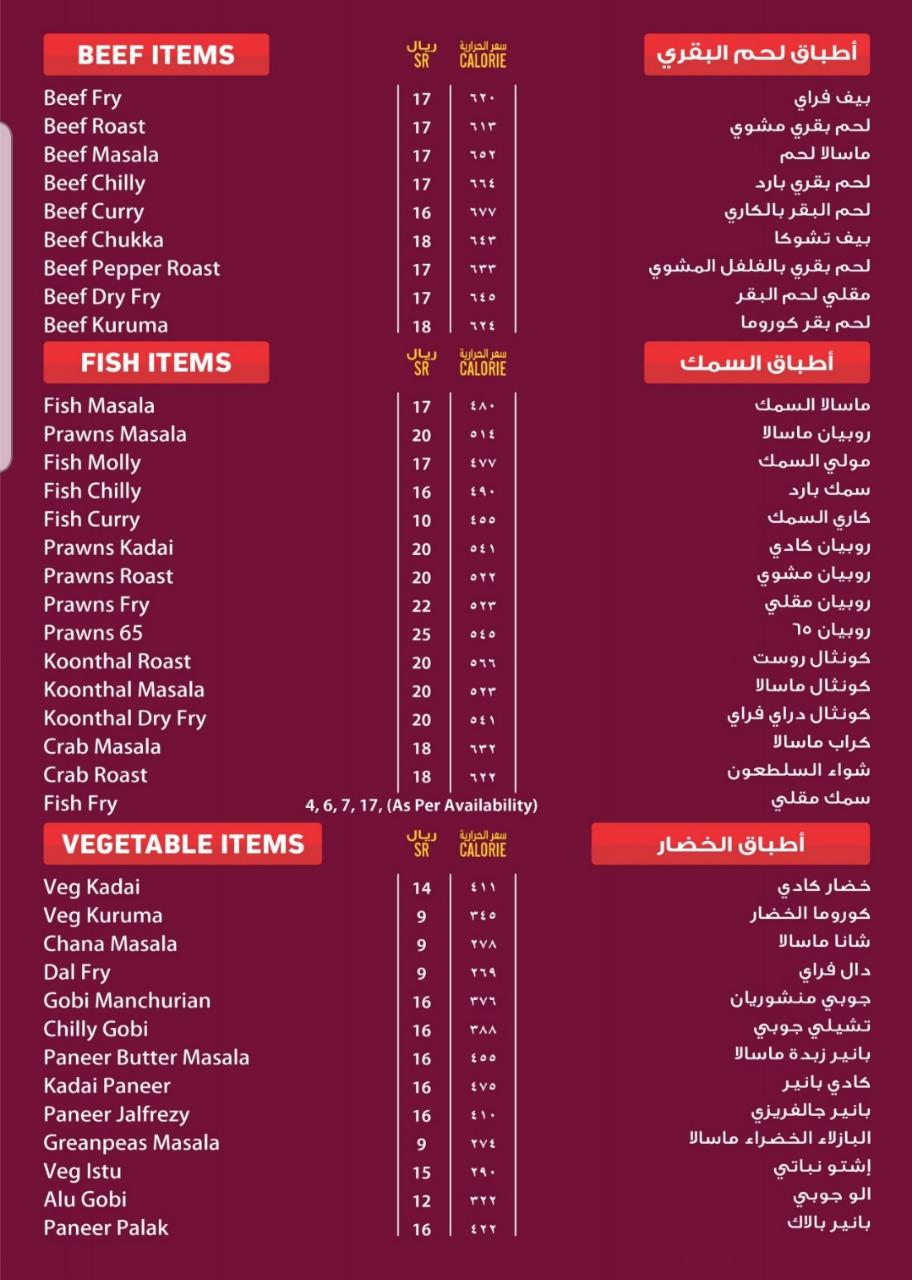 BEEF ITEMS ريال سعر الحرارية أطباق لحم البقري
SR CALORIE
Beef Fry 17 ٦٢٠ بيف فراي
Beef Roast 17 ٦١٣ لحم بقري مشوي
Beef Masala 17 ٦٥٢ ماسالا لحم
Beef Chilly 17 ٦٦٤ لحم بقري بارد
Beef Curry 16 ٦٧٧ لحم البقر بالكاري
Beef Chukka 18 ٦٤٣ بيف تشوكا
Beef Pepper Roast 17 ٦٣٣ لحم بقري بالفلفل المشوي
Beef Dry Fry 17 ٦٤٥ مقلي لحم البقر
Beef Kuruma 18 ٦٢٤ لحم بقر كوروما
FISH ITEMS ريال سعر الحرارية أطباق السمك
SR CALORIE
Fish Masala 17 ٤٨٠ ماسالا السمك
Prawns Masala 20 ٥١٤ روبيان ماسالا
Fish Molly 17 ٤٧٧ مولي السمك
Fish Chilly 16 ٤٩٠ سمك بارد
Fish Curry 10 ٤٥٥ كاري السمك
Prawns Kadai 20 ٥٤١ روبيان كادي
Prawns Roast 20 ٥٢٢ روبيان مشوي
Prawns Fry 22 ٥٢٣ روبيان مقلي
Prawns 65 25 ٥٤٥ روبيان ٦٥
Koonthal Roast 20 ٥٦٦ كونثال روست
Koonthal Masala 20 ٥٢٣ كونثال ماسالا
Koonthal Dry Fry 20 ٥٤١ كونثال دراي فراي
Crab Masala 18 ٦٣٢ كراب ماسالا
Crab Roast 18 ٦٢٢ شواء السلطعون
Fish Fry 4, 6, 7, 17, (As Per Availability) سمك مقلي
VEGETABLE ITEMS ريال سعر الحرارية أطباق الخضار
SR CALORIE
Veg Kadai 14 ٤١١ خضار كادي
Veg Kuruma 9 ٣٤٥ كوروما الخضار
Chana Masala 9 ٢٧٨ شانا ماسالا
Dal Fry 9 ٢٦٩ دال فراي
Gobi Manchurian 16 ٣٧٦ جوبي منشوريان
Chilly Gobi 16 ٣٨٨ تشيلي جوبي
Paneer Butter Masala 16 ٤٥٥ بانير زبدة ماسالا
Kadai Paneer 16 ٤٧٥ كادي بانير
Paneer Jalfrezy 16 ٤١٠ بانير جالفريزي
Greanpeas Masala 9 ٢٧٤ البازلاء الخضراء ماسالا
Veg Istu 15 ٢٩٠ إشتو نباتي
Alu Gobi 12 ٣٢٢ الو جوبي
Paneer Palak 16 ٤٢٢ بانير بالاك